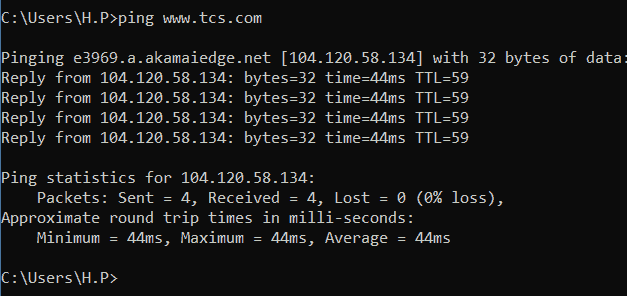 C:\Users\H.P>ping www.tcs.com
Pinging e3969.a.akamaiedge.net [104.120.58.134] with 32 bytes of data:
Reply from 104.120.58.134: bytes=32 time=44ms TTL=59
Reply from 104.120.58.134: bytes=32 time=44ms TTL=59
Reply from 104.120.58.134: bytes=32 time=44ms TTL=59
Reply from 104.120.58.134: bytes=32 time=44ms TTL=59
Ping statistics for 104.120.58.134:
    Packets: Sent = 4, Received = 4, Lost = 0 (0% loss),
Approximate round trip times in milli-seconds:
    Minimum = 44ms, Maximum = 44ms, Average = 44ms
C:\Users\H.P>